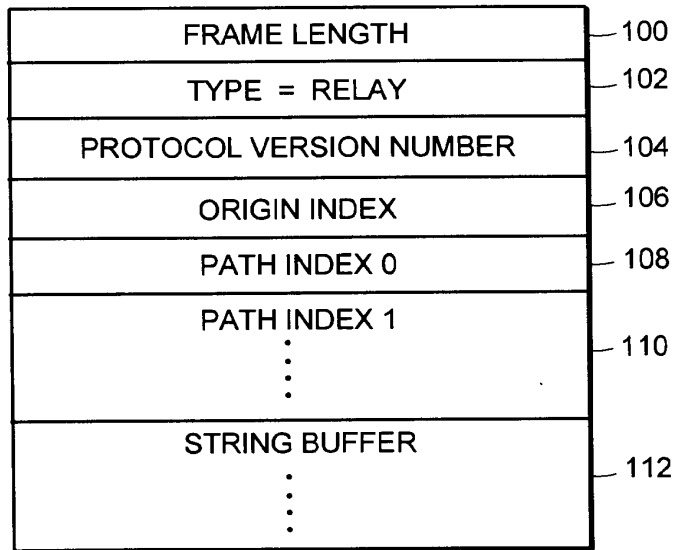 FRAME LENGTH 100
TYPE = RELAY 102
PROTOCOL VERSION NUMBER 104
ORIGIN INDEX 106
PATH INDEX 0 108
PATH INDEX 1
110
STRING BUFFER
112